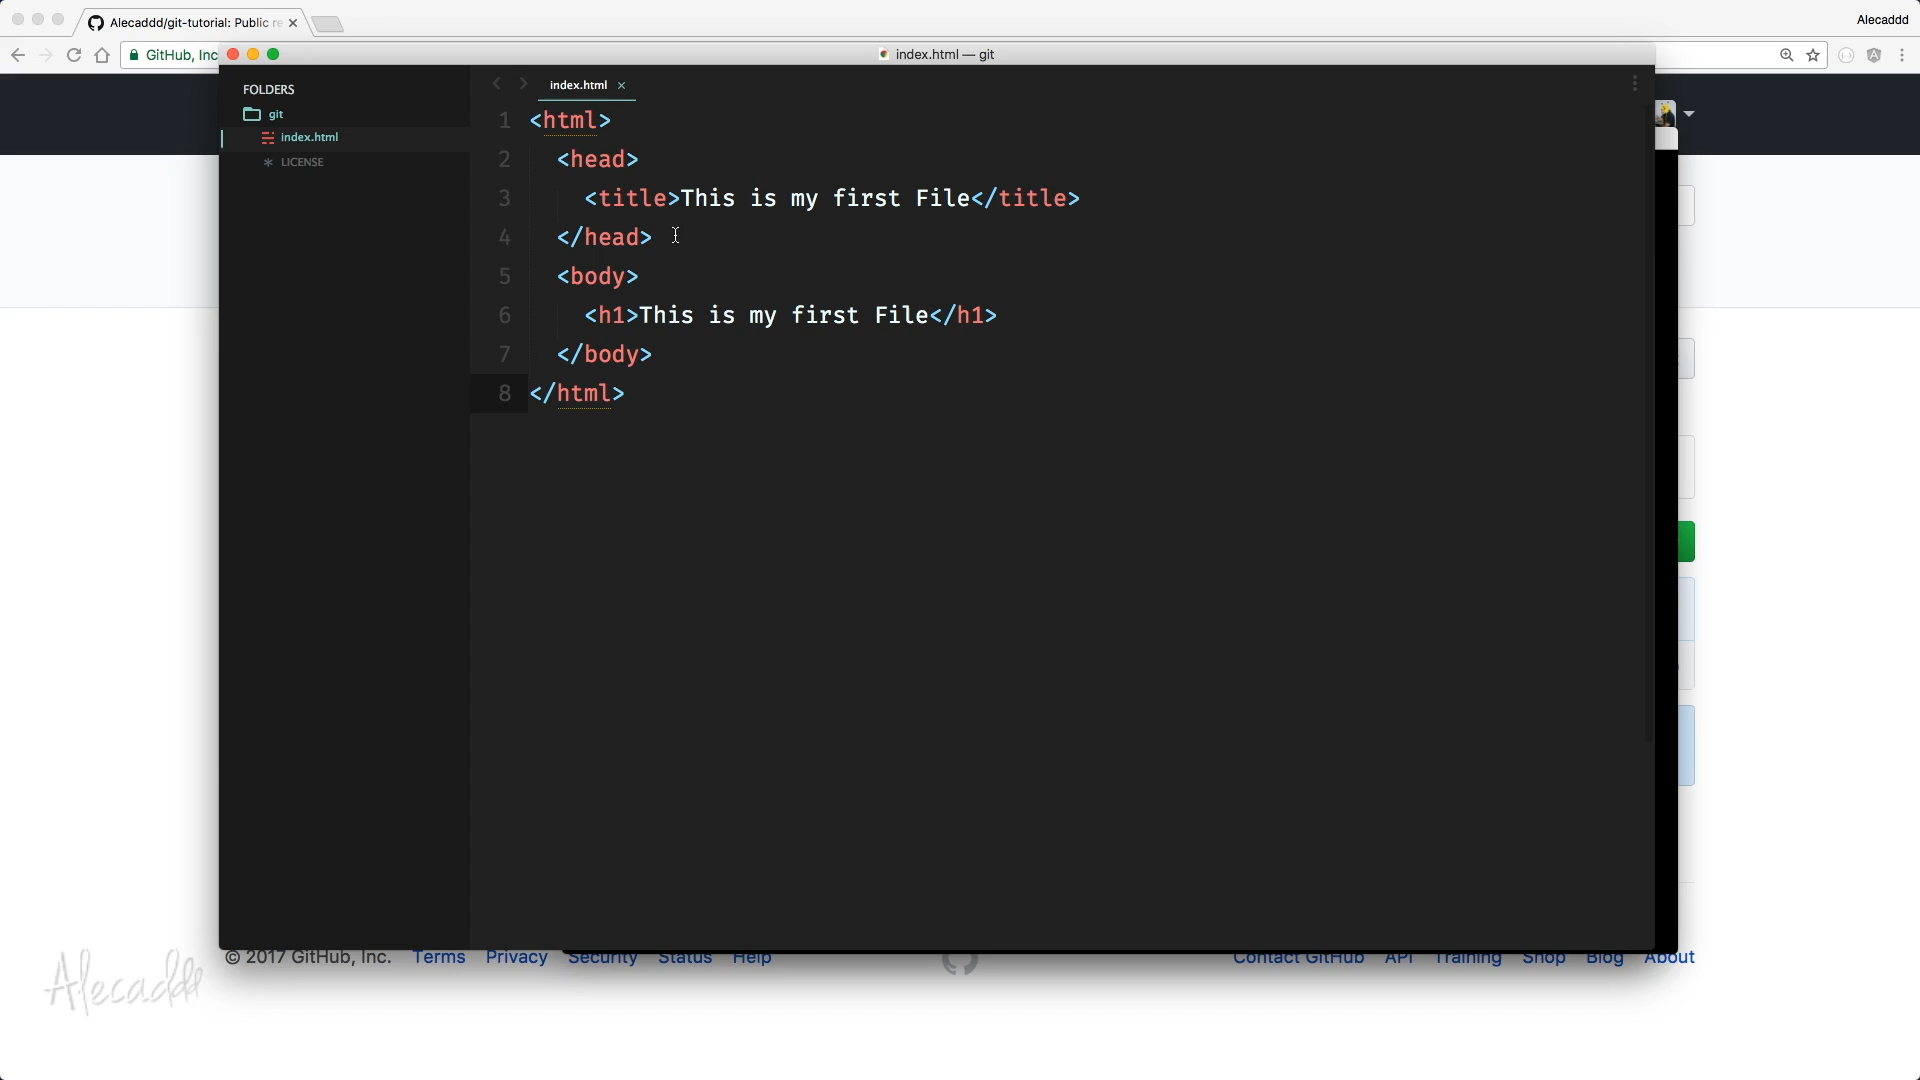 Alecaddd/git-tutorial: Public re
Alecaddd
GitHub, Inc
index.html — git
FOLDERS
git
index.html
LICENSE
index.html
1 <html>
2 <head>
3 <title>This is my first File</title>
4 </head>
5 <body>
6 <h1>This is my first File</h1>
7 </body>
8 </html>
© 2017 GitHub, Inc. Terms Privacy Security Status Help
Contact GitHub API Training Shop Blog About
Alecaddd